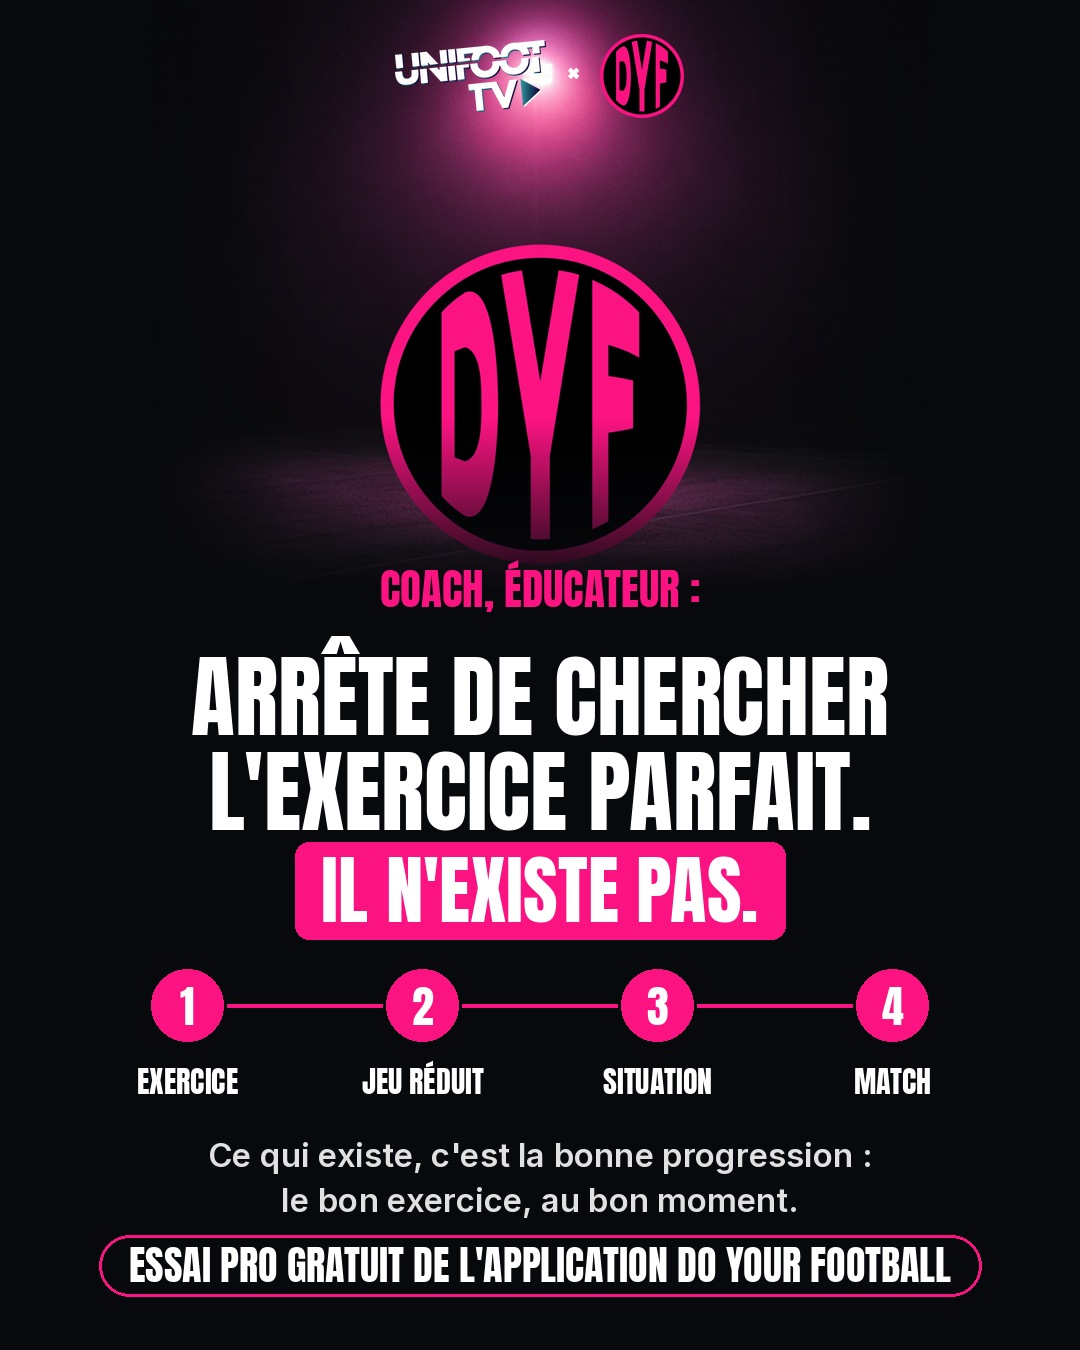 UNIFOOT
TV
×
DYF
DYF
COACH, ÉDUCATEUR :
ARRÊTE DE CHERCHER
L'EXERCICE PARFAIT.
IL N'EXISTE PAS.
1
2
3
4
EXERCICE
JEU RÉDUIT
SITUATION
MATCH
Ce qui existe, c'est la bonne progression :
le bon exercice, au bon moment.
ESSAI PRO GRATUIT DE L'APPLICATION DO YOUR FOOTBALL